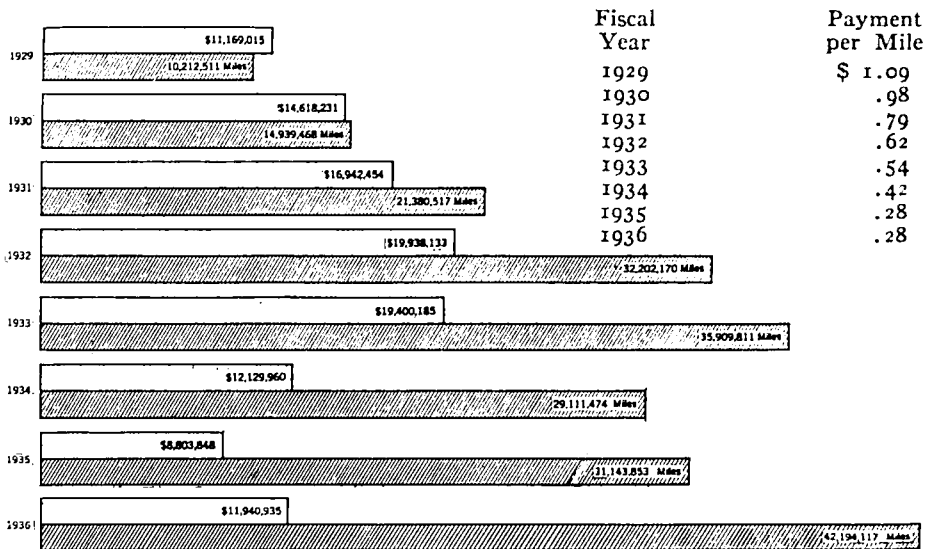 1929
$11,169,015
10,212,511 Miles
1930
$14,618,231
14,939,468 Miles
1931
$16,942,454
21,380,517 Miles
1932
$19,938,133
32,202,170 Miles
1933
$19,400,185
35,909,811 Miles
1934
$12,129,960
29,111,474 Miles
1935
$8,803,848
31,143,853 Miles
1936
$11,940,935
42,194,117 Miles
Fiscal Payment
Year per Mile
1929 $ 1.09
1930 .98
1931 .79
1932 .62
1933 .54
1934 .42
1935 .28
1936 .28